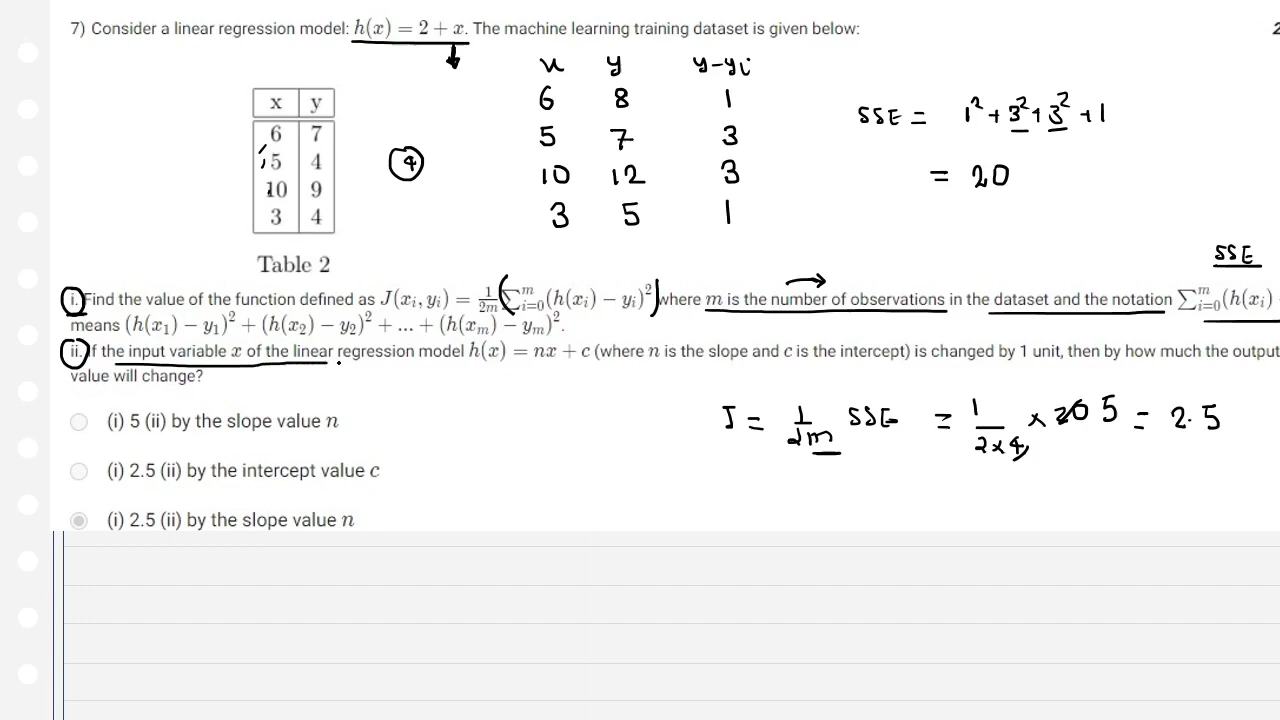 7) Consider a linear regression model: h(x) = 2 + x. The machine learning training dataset is given below:
x y
6 7
5 4
10 9
3 4
Table 2
4
x y y-yi
6 8 1
5 7 3
10 12 3
3 5 1
SSE = 1² + 3² + 3² + 1
= 20
SSE
i. Find the value of the function defined as J(xᵢ, yᵢ) = 1/2m (∑ᵐᵢ₌₀(h(xᵢ) − yᵢ)²) where m is the number of observations in the dataset and the notation ∑ᵐᵢ₌₀(h(xᵢ)
means (h(x₁) − y₁)² + (h(x₂) − y₂)² + ... + (h(xₘ) − yₘ)².
ii. If the input variable x of the linear regression model h(x) = nx + c (where n is the slope and c is the intercept) is changed by 1 unit, then by how much the output
value will change?
J = 1/2m SSE = 1/2×4 × 20 5 = 2.5
(i) 5 (ii) by the slope value n
(i) 2.5 (ii) by the intercept value c
(i) 2.5 (ii) by the slope value n